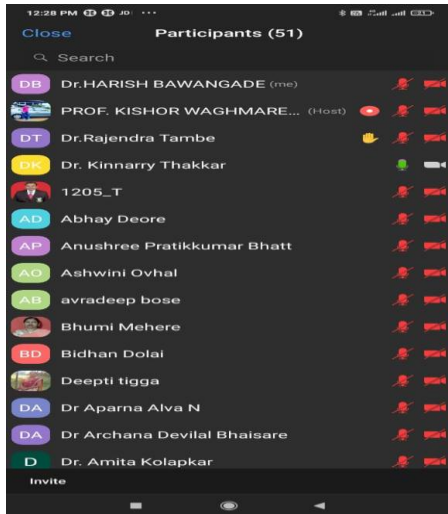 12:28 PM JD: ...
Close Participants (51)
Search
DB Dr.HARISH BAWANGADE (me)
PROF. KISHOR WAGHMARE... (Host)
DT Dr.Rajendra Tambe
DK Dr. Kinnarry Thakkar
1205_T
AD Abhay Deore
AP Anushree Pratikkumar Bhatt
AO Ashwini Ovhal
AB avradeep bose
Bhumi Mehere
BD Bidhan Dolai
Deepti tigga
DA Dr Aparna Alva N
DA Dr Archana Devilal Bhaisare
D Dr. Amita Kolapkar
Invite